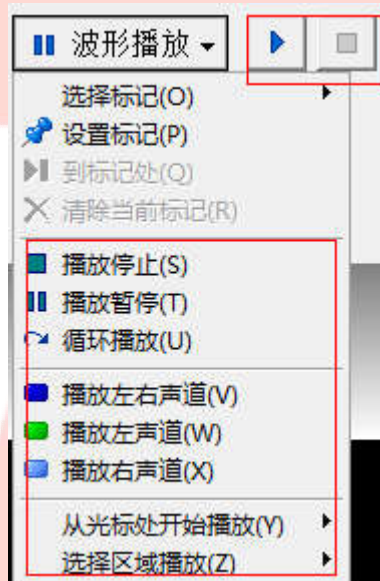 波形播放
选择标记(O)
设置标记(P)
到标记处(Q)
清除当前标记(R)
播放停止(S)
播放暂停(T)
循环播放(U)
播放左右声道(V)
播放左声道(W)
播放右声道(X)
从光标处开始播放(Y)
选择区域播放(Z)